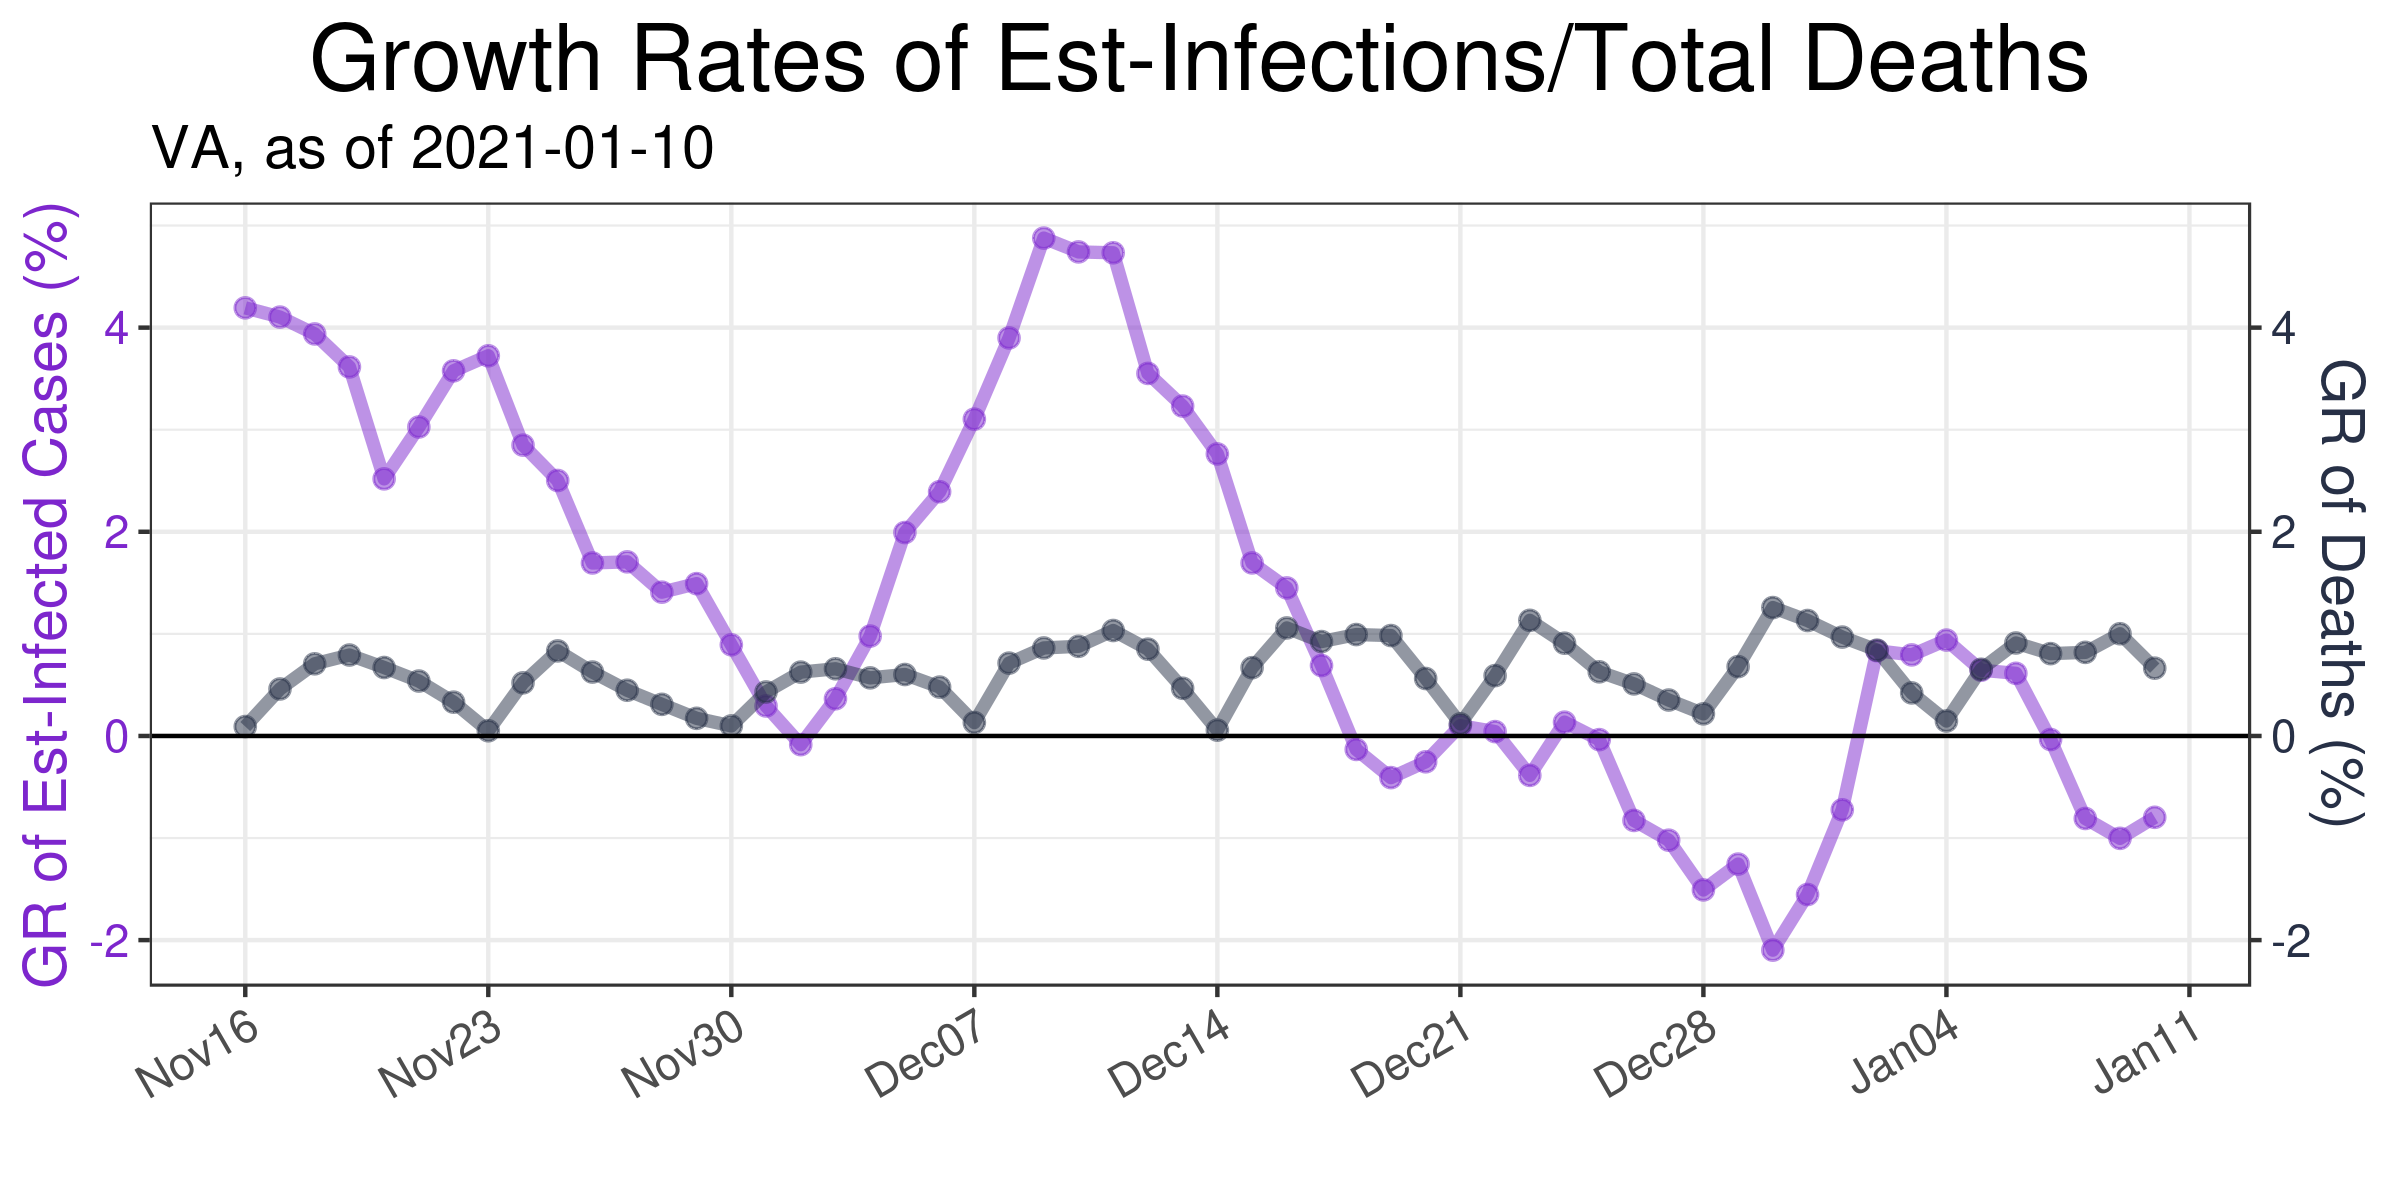 Growth Rates of Est-Infections/Total Deaths
VA, as of 2021-01-10
GR of Est-Infected Cases (%)
4
2
0
-2
4
2
0
-2
GR of Deaths (%)
Nov16
Nov23
Nov30
Dec07
Dec14
Dec21
Dec28
Jan04
Jan11